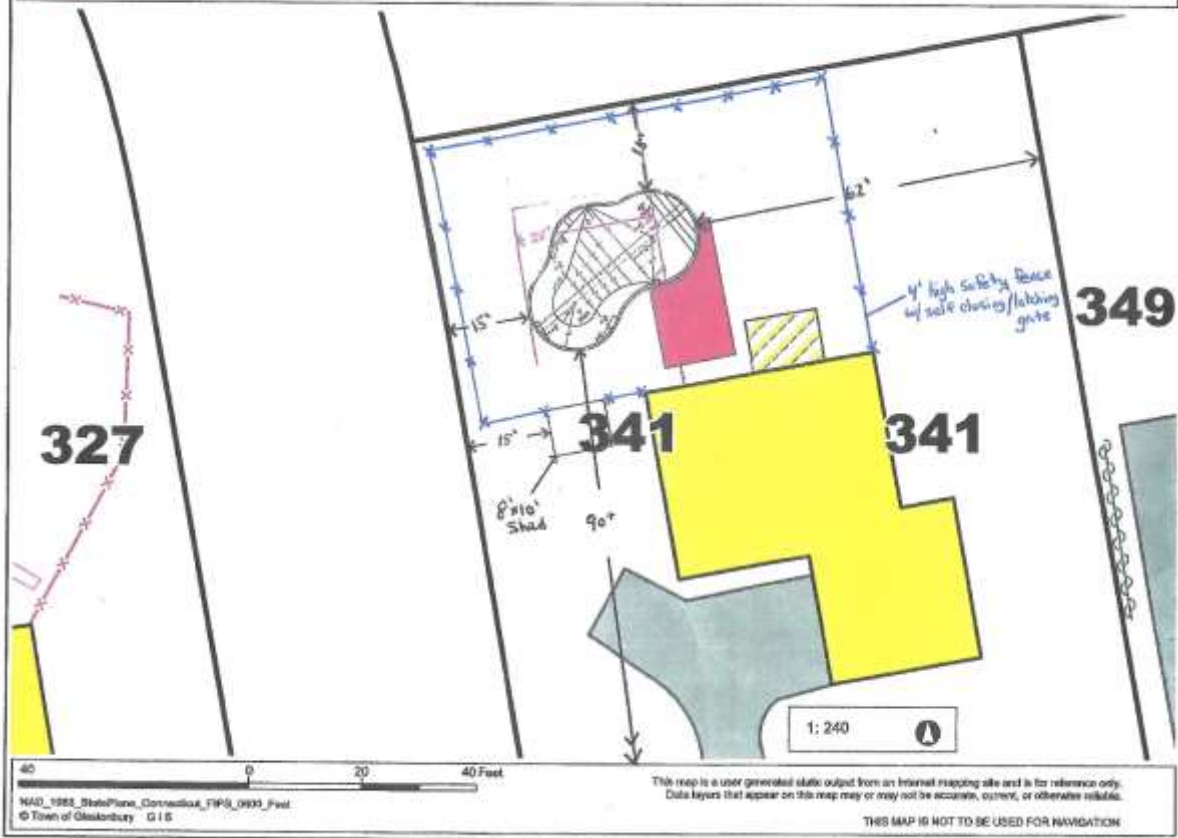 62'
4' high safety fence
w/ self closing/latching
gate
349
15'
327
341
341
15'
8'x10'
Shed
90+
1: 240
40 0 20 40 Feet
NAD_1983_StatePlane_Connecticut_FIPS_0600_Feet
© Town of Glastonbury G I S
This map is a user generated static output from an Internet mapping site and is for reference only.
Data layers that appear on this map may or may not be accurate, current, or otherwise reliable.
THIS MAP IS NOT TO BE USED FOR NAVIGATION